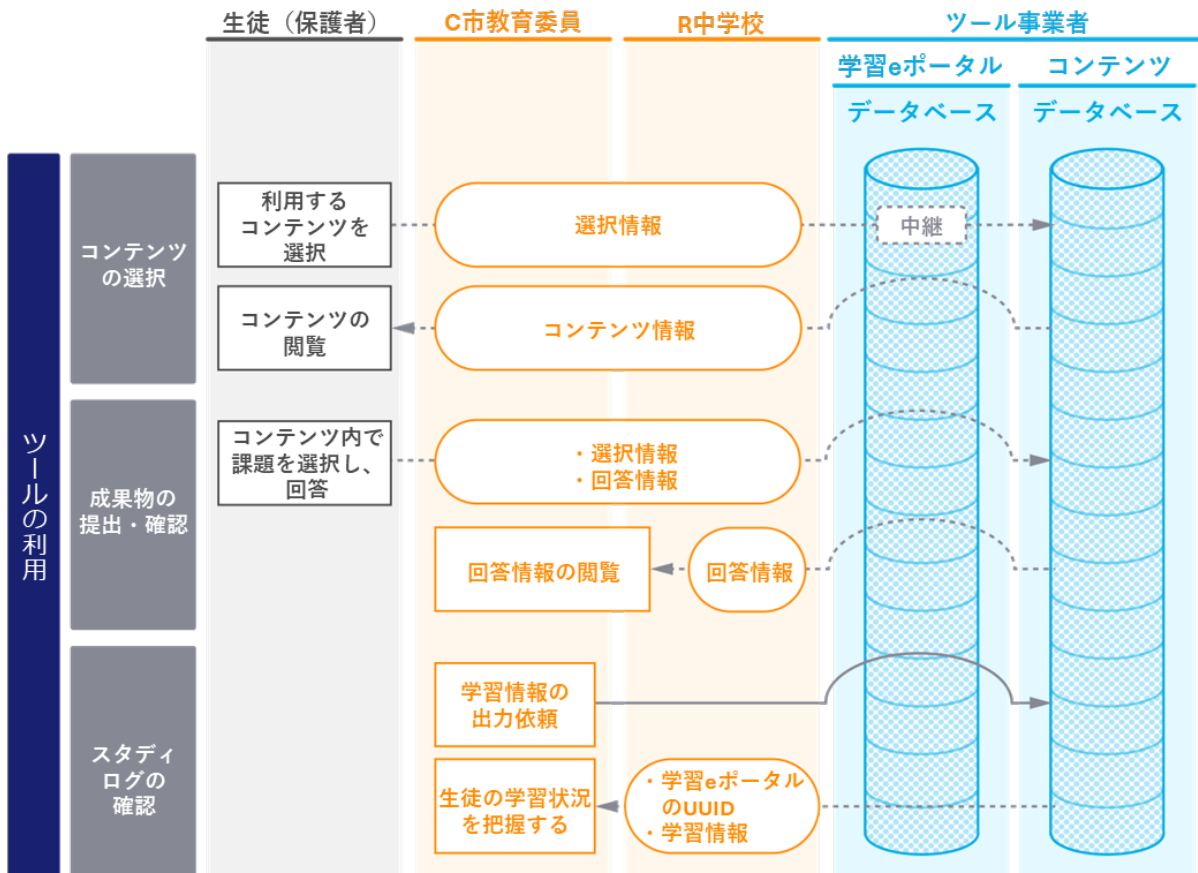 生徒（保護者）
C市教育委員
R中学校
ツール事業者
学習eポータル
コンテンツ
データベース
データベース
ツールの利用
コンテンツ
の選択
利用する
コンテンツを
選択
選択情報
中継
コンテンツの
閲覧
コンテンツ情報
成果物の
提出・確認
コンテンツ内で
課題を選択し、
回答
・選択情報
・回答情報
回答情報の閲覧
回答情報
スタディ
ログの
確認
学習情報の
出力依頼
生徒の学習状況
を把握する
・学習eポータル
のUUID
・学習情報